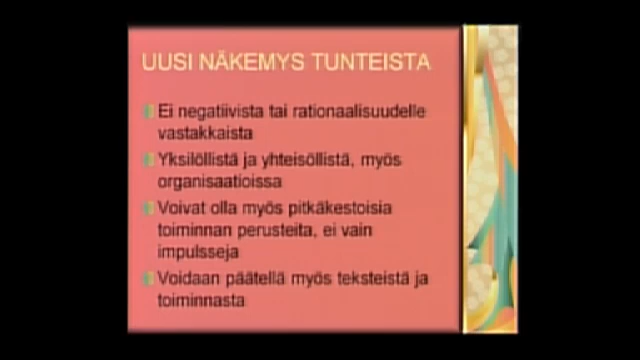 UUSI NÄKEMYS TUNTEISTA
Ei negatiivista tai rationaalisuudelle
vastakkaista
Yksilöllistä ja yhteisöllistä, myös
organisaatioissa
Voivat olla myös pitkäkestoisia
toiminnan perusteita, ei vain
impulsseja
Voidaan päätellä myös teksteistä ja
toiminnasta